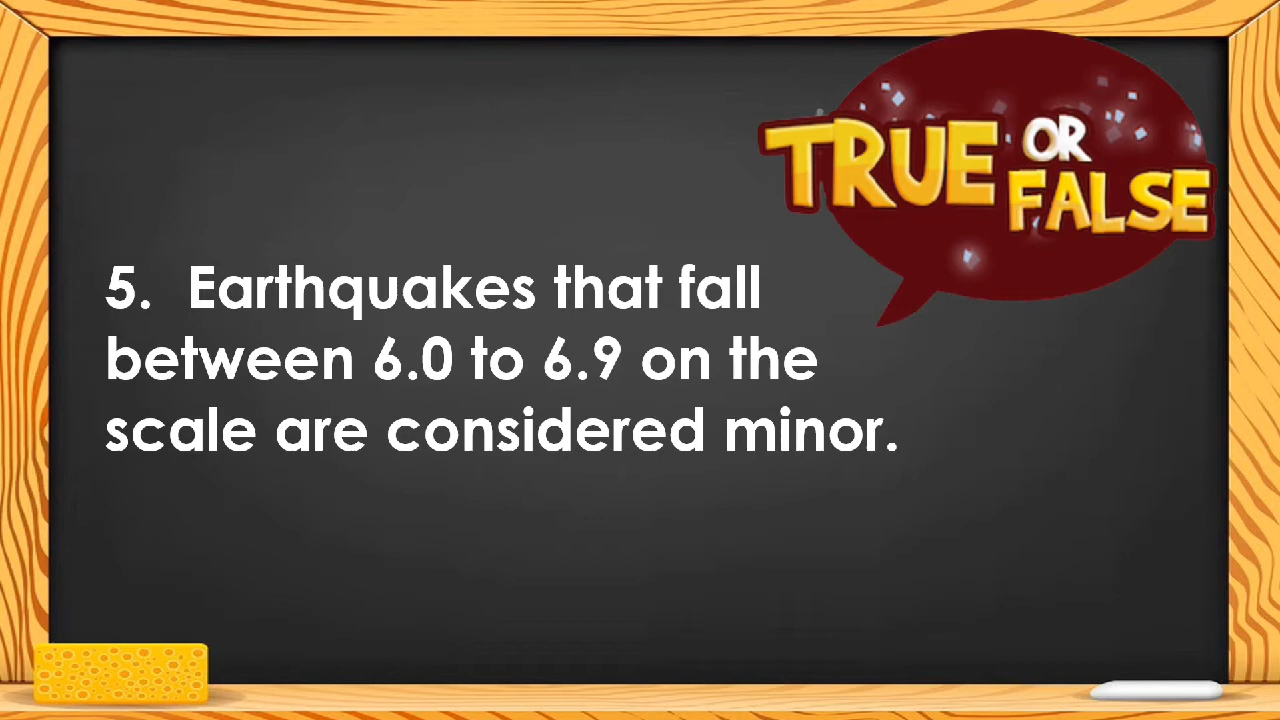 TRUE OR FALSE
5. Earthquakes that fall
between 6.0 to 6.9 on the
scale are considered minor.